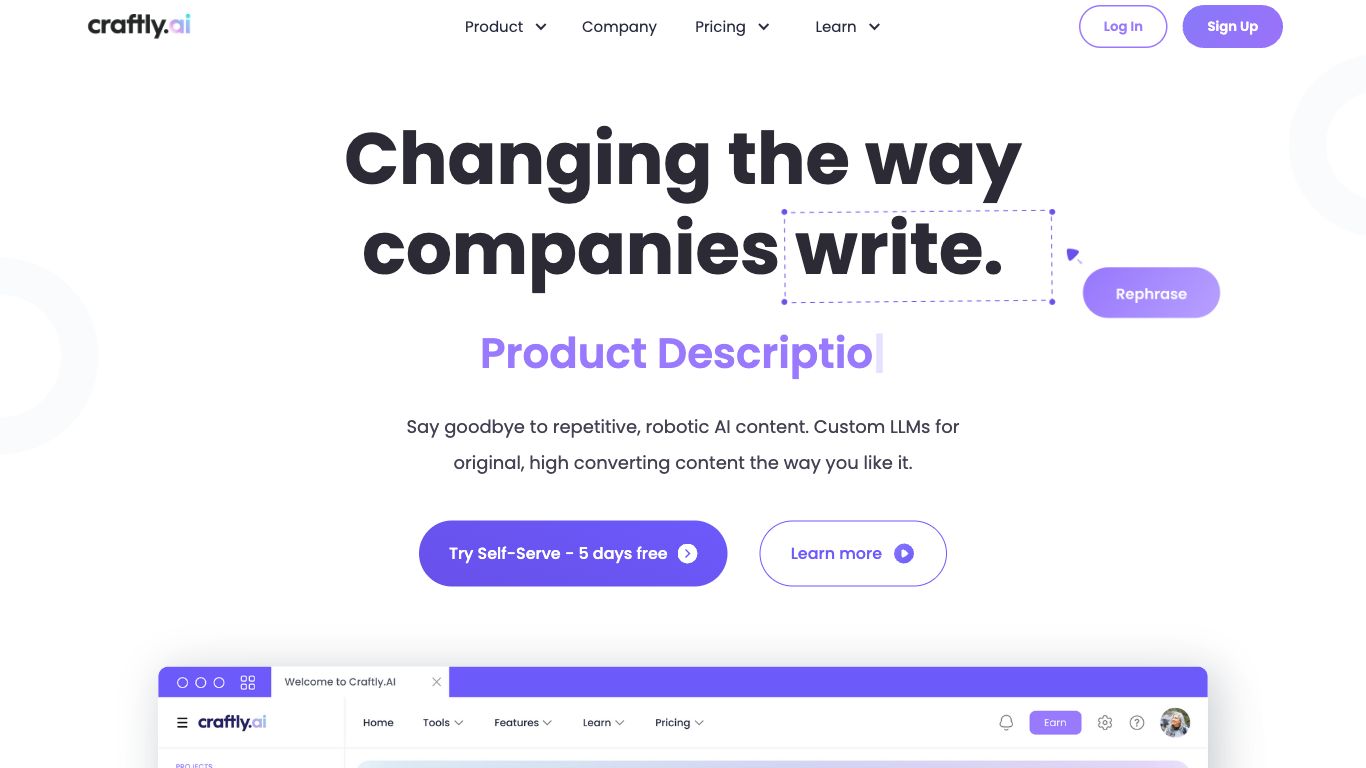 craftly.ai
Product
Company
Pricing
Learn
Log In
Sign Up
Changing the way
companies write.
Rephrase
Product Descriptio
Say goodbye to repetitive, robotic AI content. Custom LLMs for
original, high converting content the way you like it.
Try Self-Serve - 5 days free
Learn more
Welcome to Craftly.AI
craftly.ai
Home
Tools
Features
Learn
Pricing
Earn
PROJECTS